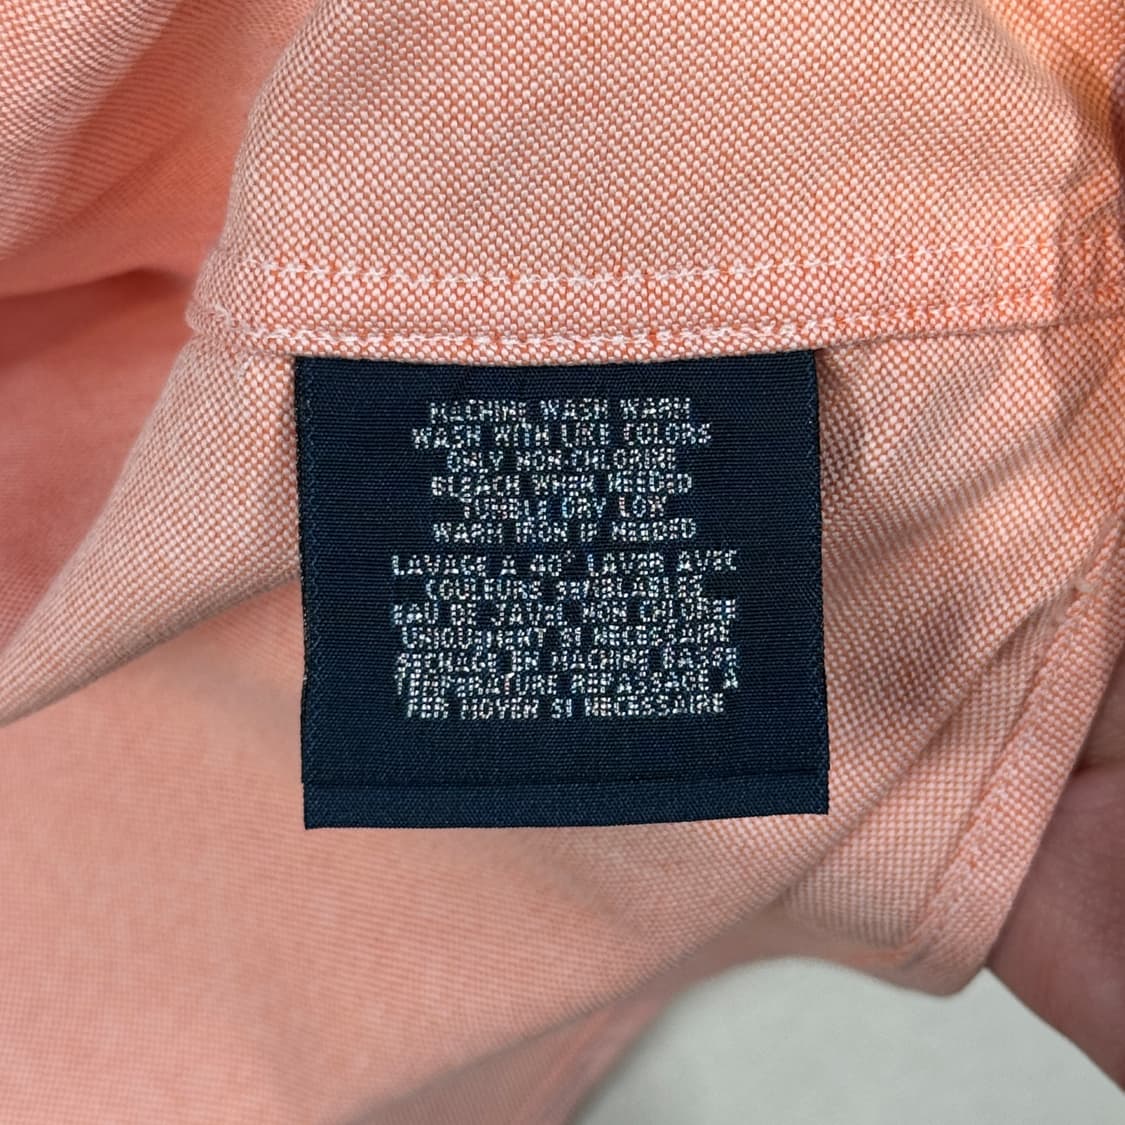 MACHINE WASH WARM
WASH WITH LIKE COLORS
ONLY NON-CHLORINE
BLEACH WHEN NEEDED
TUMBLE DRY LOW
WARM IRON IF NEEDED
LAVAGE A 40° LAVER AVEC
COULEURS SEMBLABLES
EAU DE JAVEL NON CHLOREE
UNIQUEMENT SI NECESSAIRE
SECHAGE EN MACHINE BASSE
TEMPERATURE REPASSAGE A
FER MOYEN SI NECESSAIRE